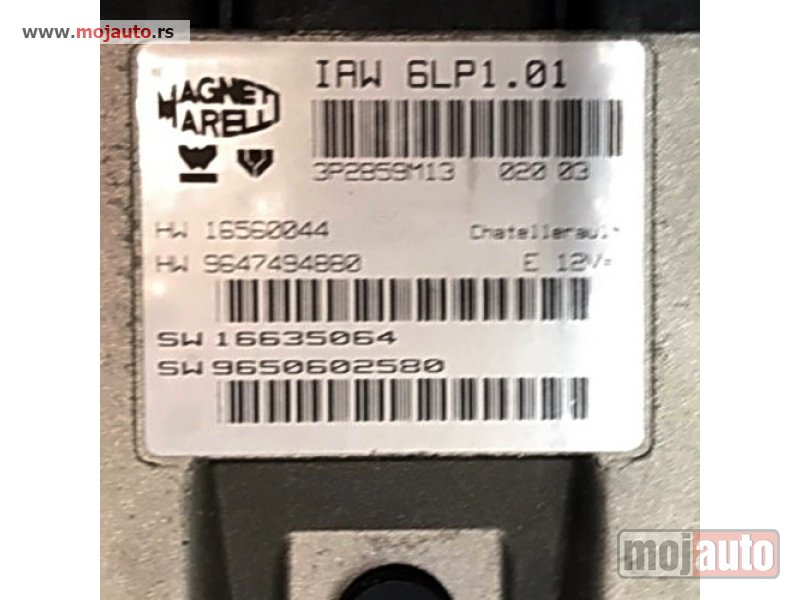 www.mojauto.rs
IAW 6LP1.01
MAGNETI
MARELLI
3P2859M13 020 03
HW 16560044 Chatellerault
HW 9647494880 E 12V=
SW 16635064
SW 9650602580
mojauto